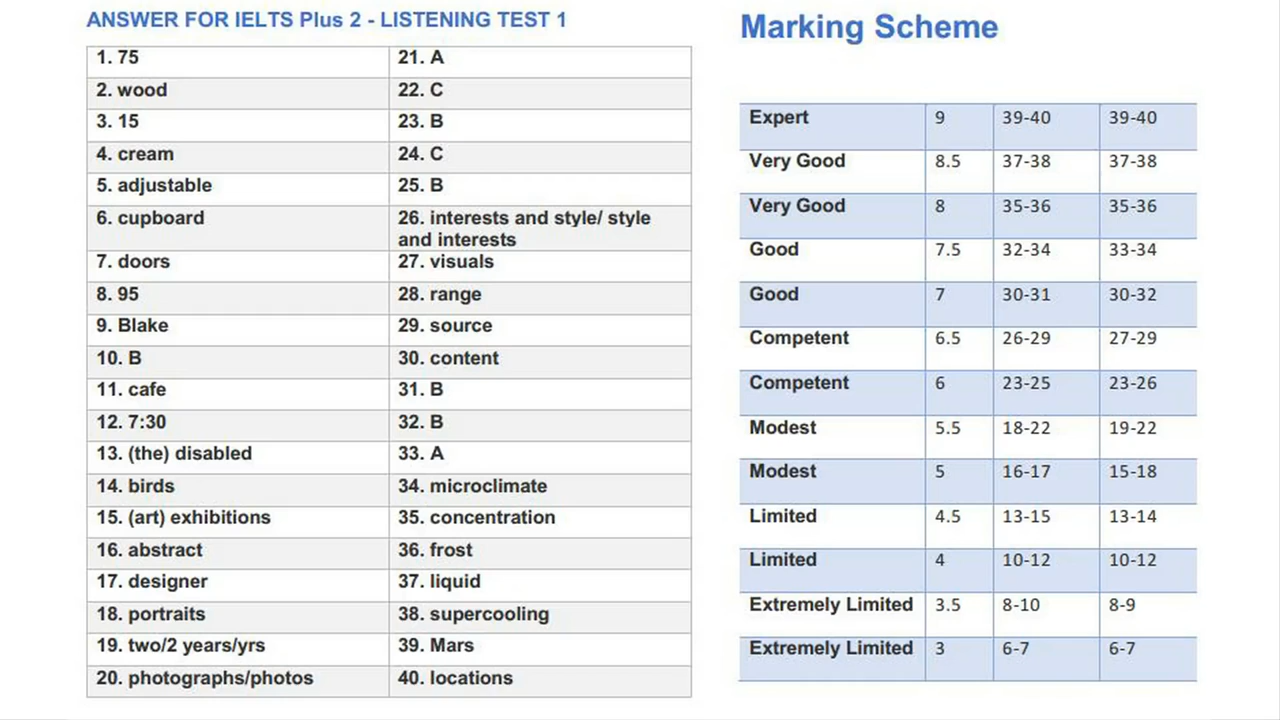 ANSWER FOR IELTS Plus 2 - LISTENING TEST 1
1. 75
21. A
2. wood
22. C
3. 15
23. B
4. cream
24. C
5. adjustable
25. B
6. cupboard
26. interests and style/ style
and interests
7. doors
27. visuals
8. 95
28. range
9. Blake
29. source
10. B
30. content
11. cafe
31. B
12. 7:30
32. B
13. (the) disabled
33. A
14. birds
34. microclimate
15. (art) exhibitions
35. concentration
16. abstract
36. frost
17. designer
37. liquid
18. portraits
38. supercooling
19. two/2 years/yrs
39. Mars
20. photographs/photos
40. locations
Marking Scheme
Expert 9 39-40 39-40
Very Good 8.5 37-38 37-38
Very Good 8 35-36 35-36
Good 7.5 32-34 33-34
Good 7 30-31 30-32
Competent 6.5 26-29 27-29
Competent 6 23-25 23-26
Modest 5.5 18-22 19-22
Modest 5 16-17 15-18
Limited 4.5 13-15 13-14
Limited 4 10-12 10-12
Extremely Limited 3.5 8-10 8-9
Extremely Limited 3 6-7 6-7